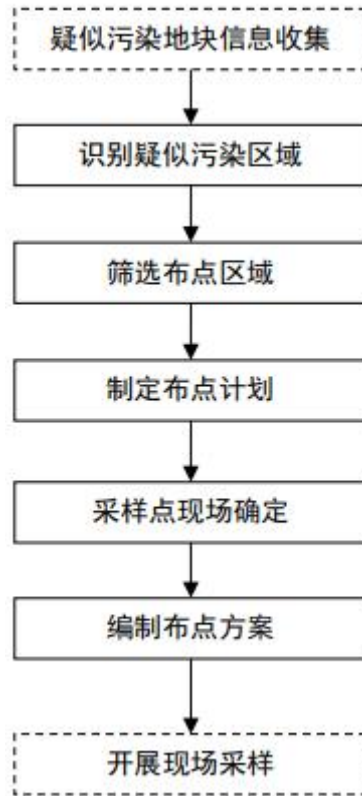 疑似污染地块信息收集
识别疑似污染区域
筛选布点区域
制定布点计划
采样点现场确定
编制布点方案
开展现场采样